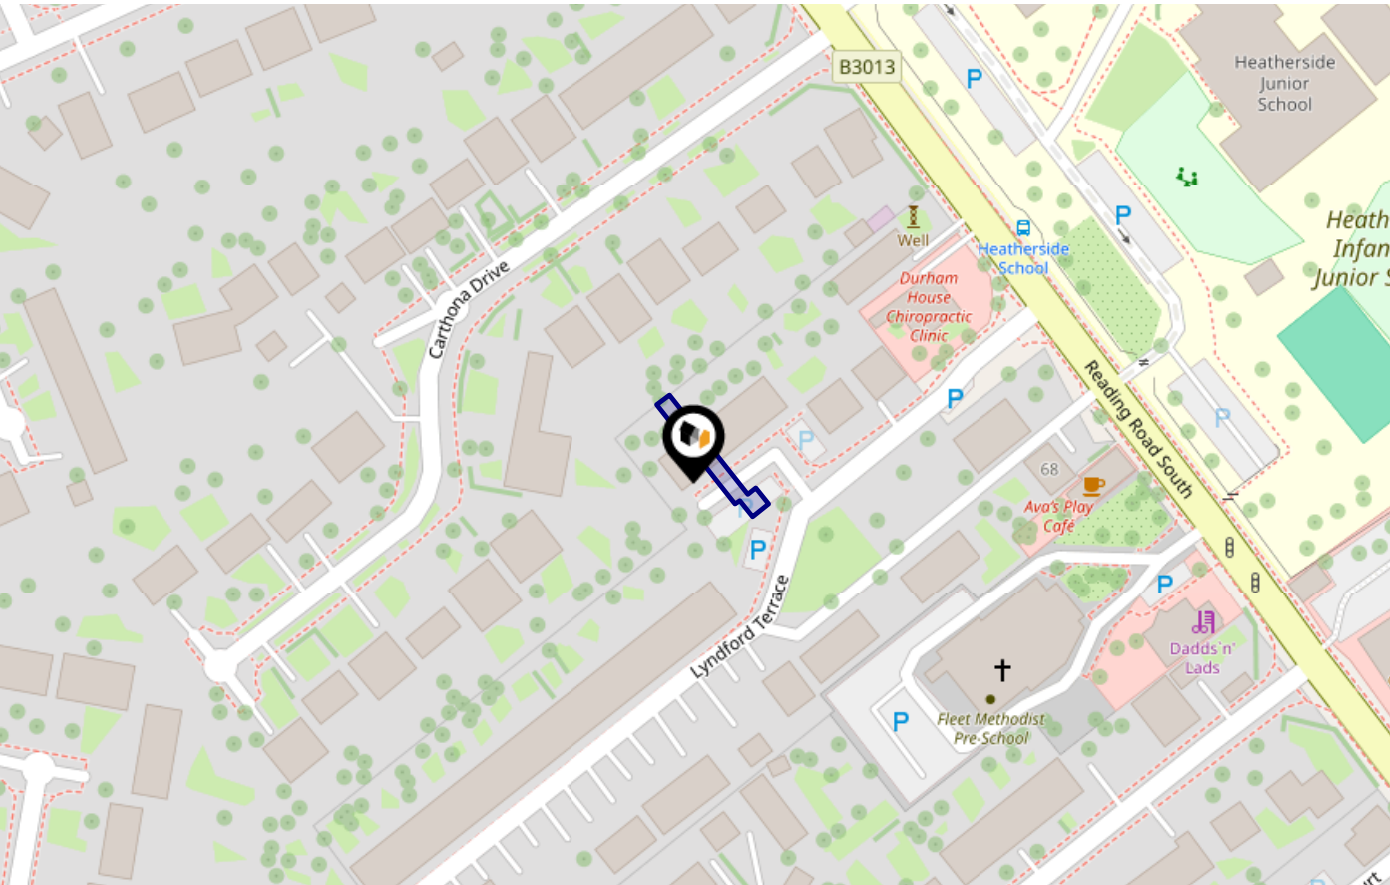 B3013
P
Heatherside
Junior
School
P
Well
Heatherside
School
Heath
Infan
Junior S
Durham
House
Chiropractic
Clinic
Carthona Drive
P
Reading Road South
P
P
68
Ava's Play
Café
P
P
P
Lyndford Terrace
Dadds 'n'
Lads
P
Fleet Methodist
Pre-School
P
urt